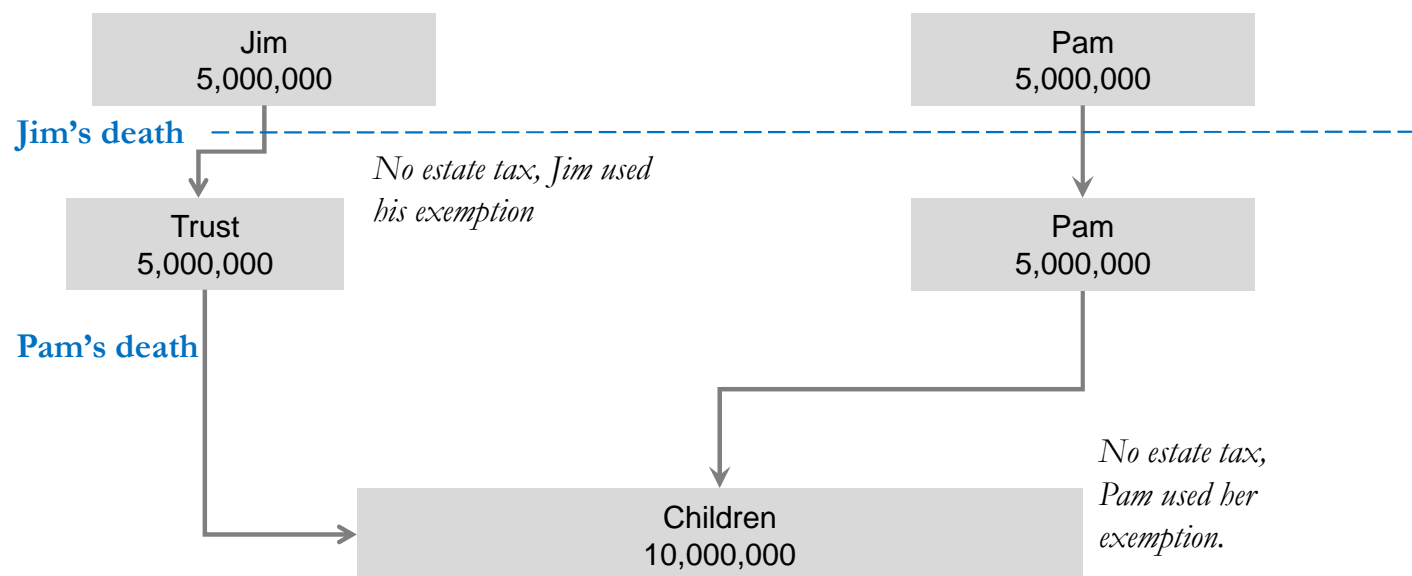 Jim
5,000,000
Pam
5,000,000
Jim’s death
No estate tax, Jim used
his exemption
Trust
5,000,000
Pam
5,000,000
Pam’s death
No estate tax,
Pam used her
exemption.
Children
10,000,000